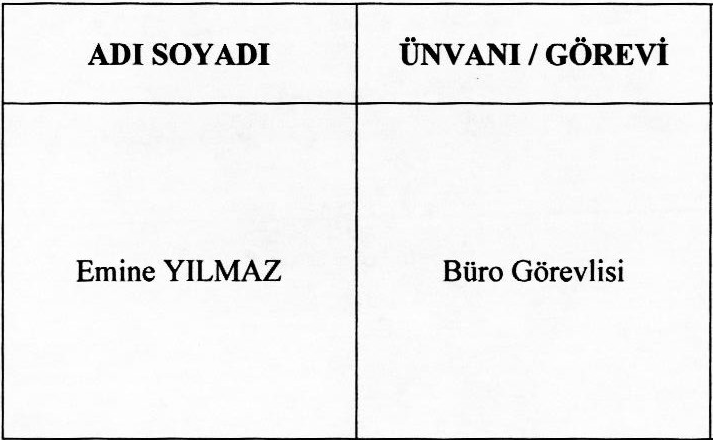 ADI SOYADI
ÜNVANI / GÖREVİ
Emine YILMAZ
Büro Görevlisi